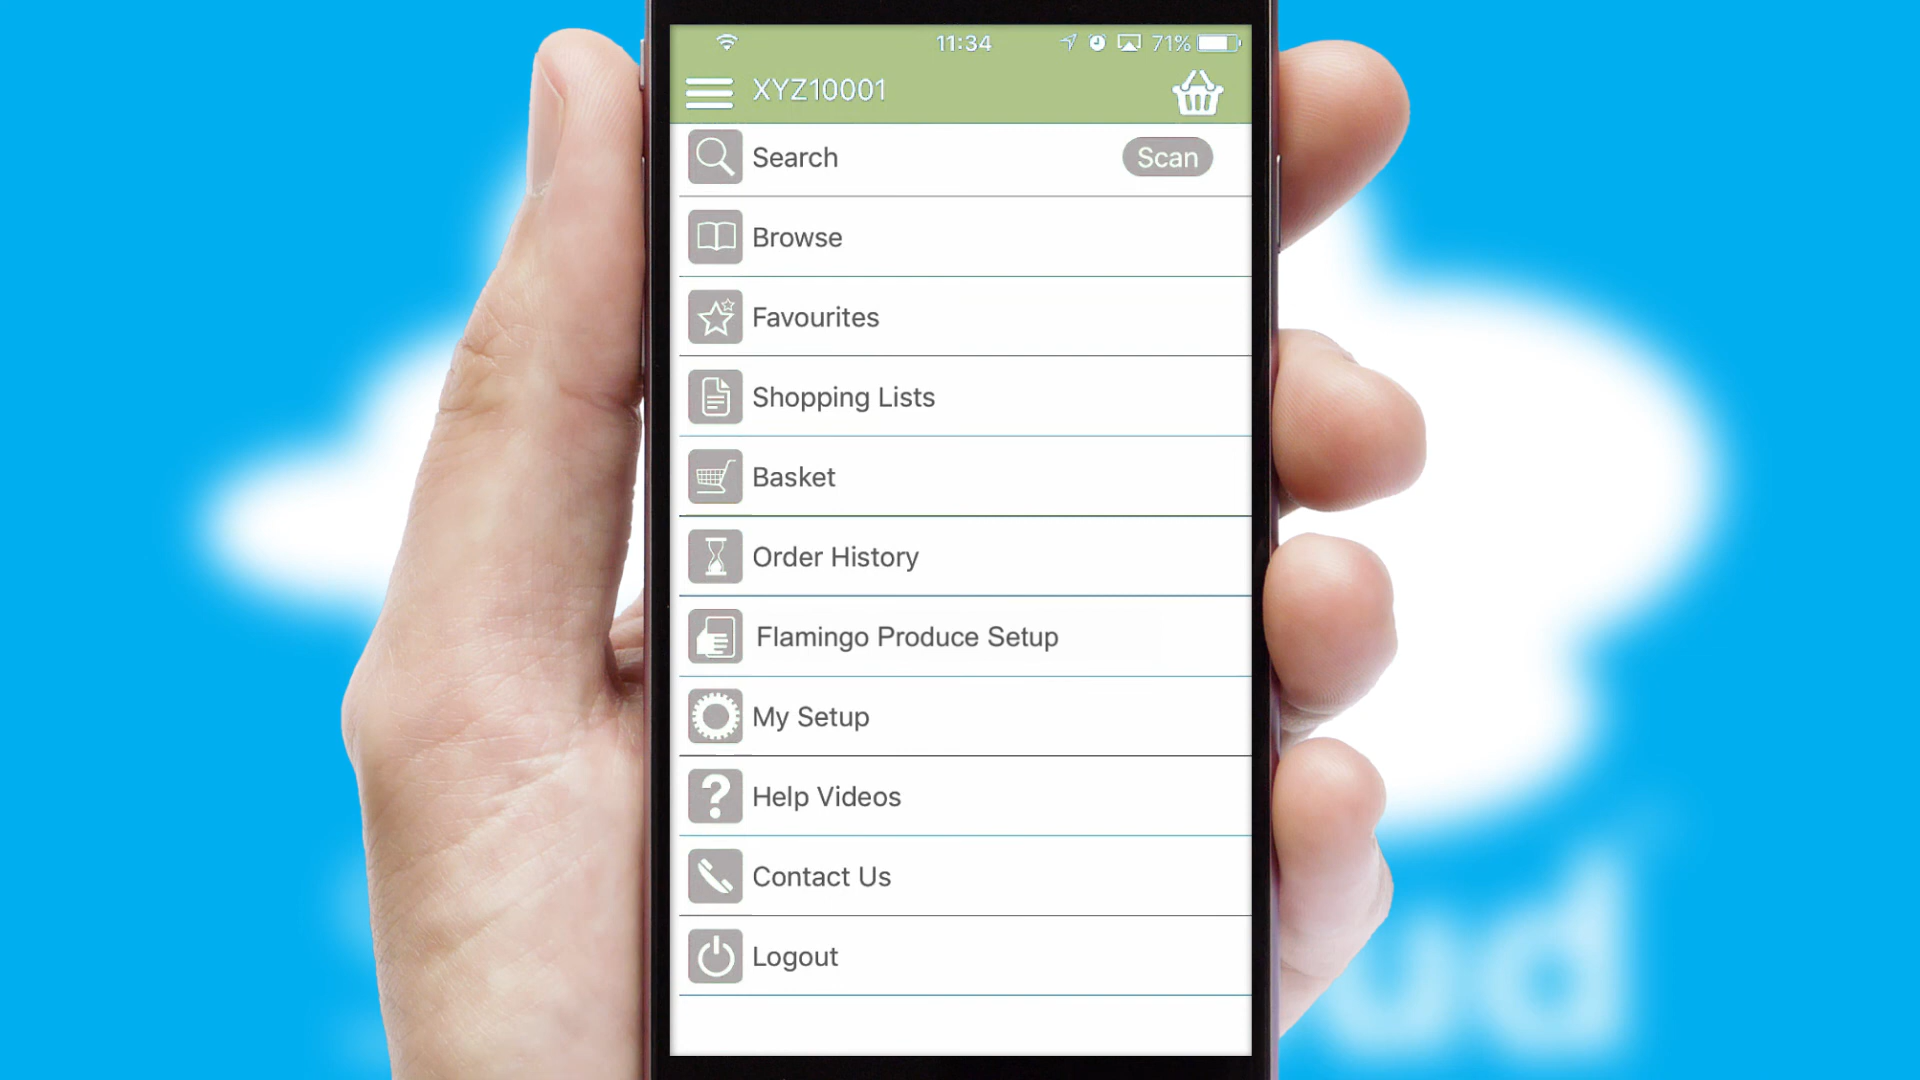 11:34
71%
XYZ10001
Search
Scan
Browse
Favourites
Shopping Lists
Basket
Order History
Flamingo Produce Setup
My Setup
Help Videos
Contact Us
Logout